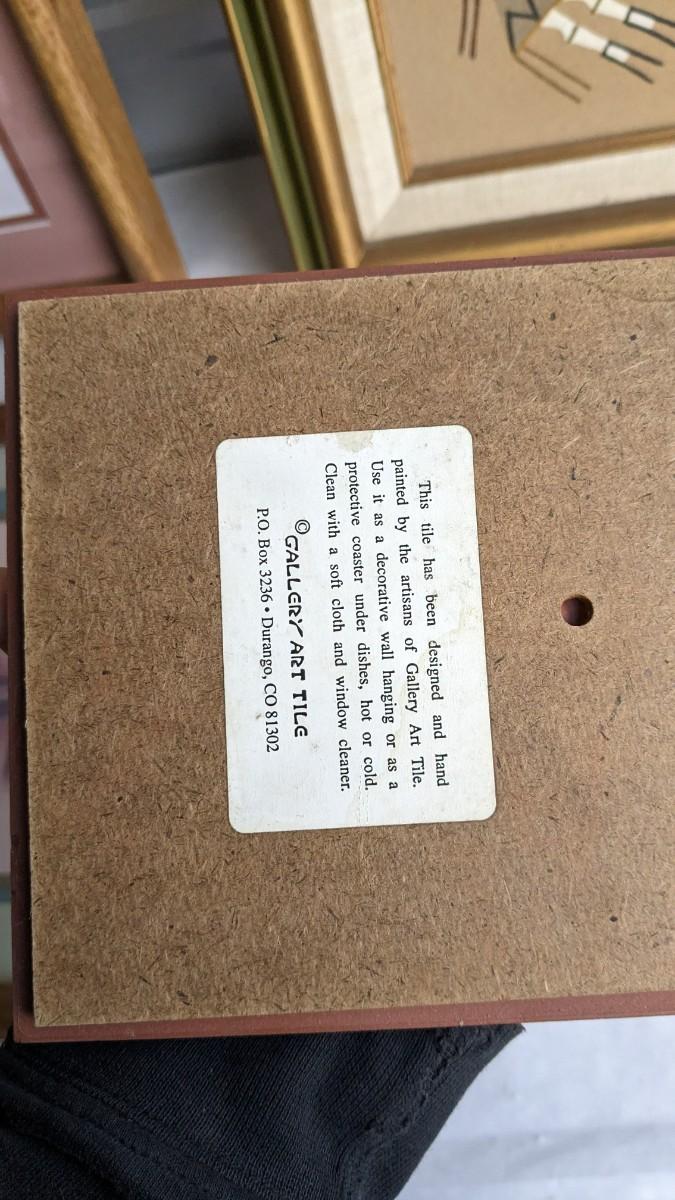 This tile has been designed and hand
painted by the artisans of Gallery Art Tile.
Use it as a decorative wall hanging or as a
protective coaster under dishes, hot or cold.
Clean with a soft cloth and window cleaner.
©GALLERY ART TILE
P.O. Box 3236 • Durango, CO 81302